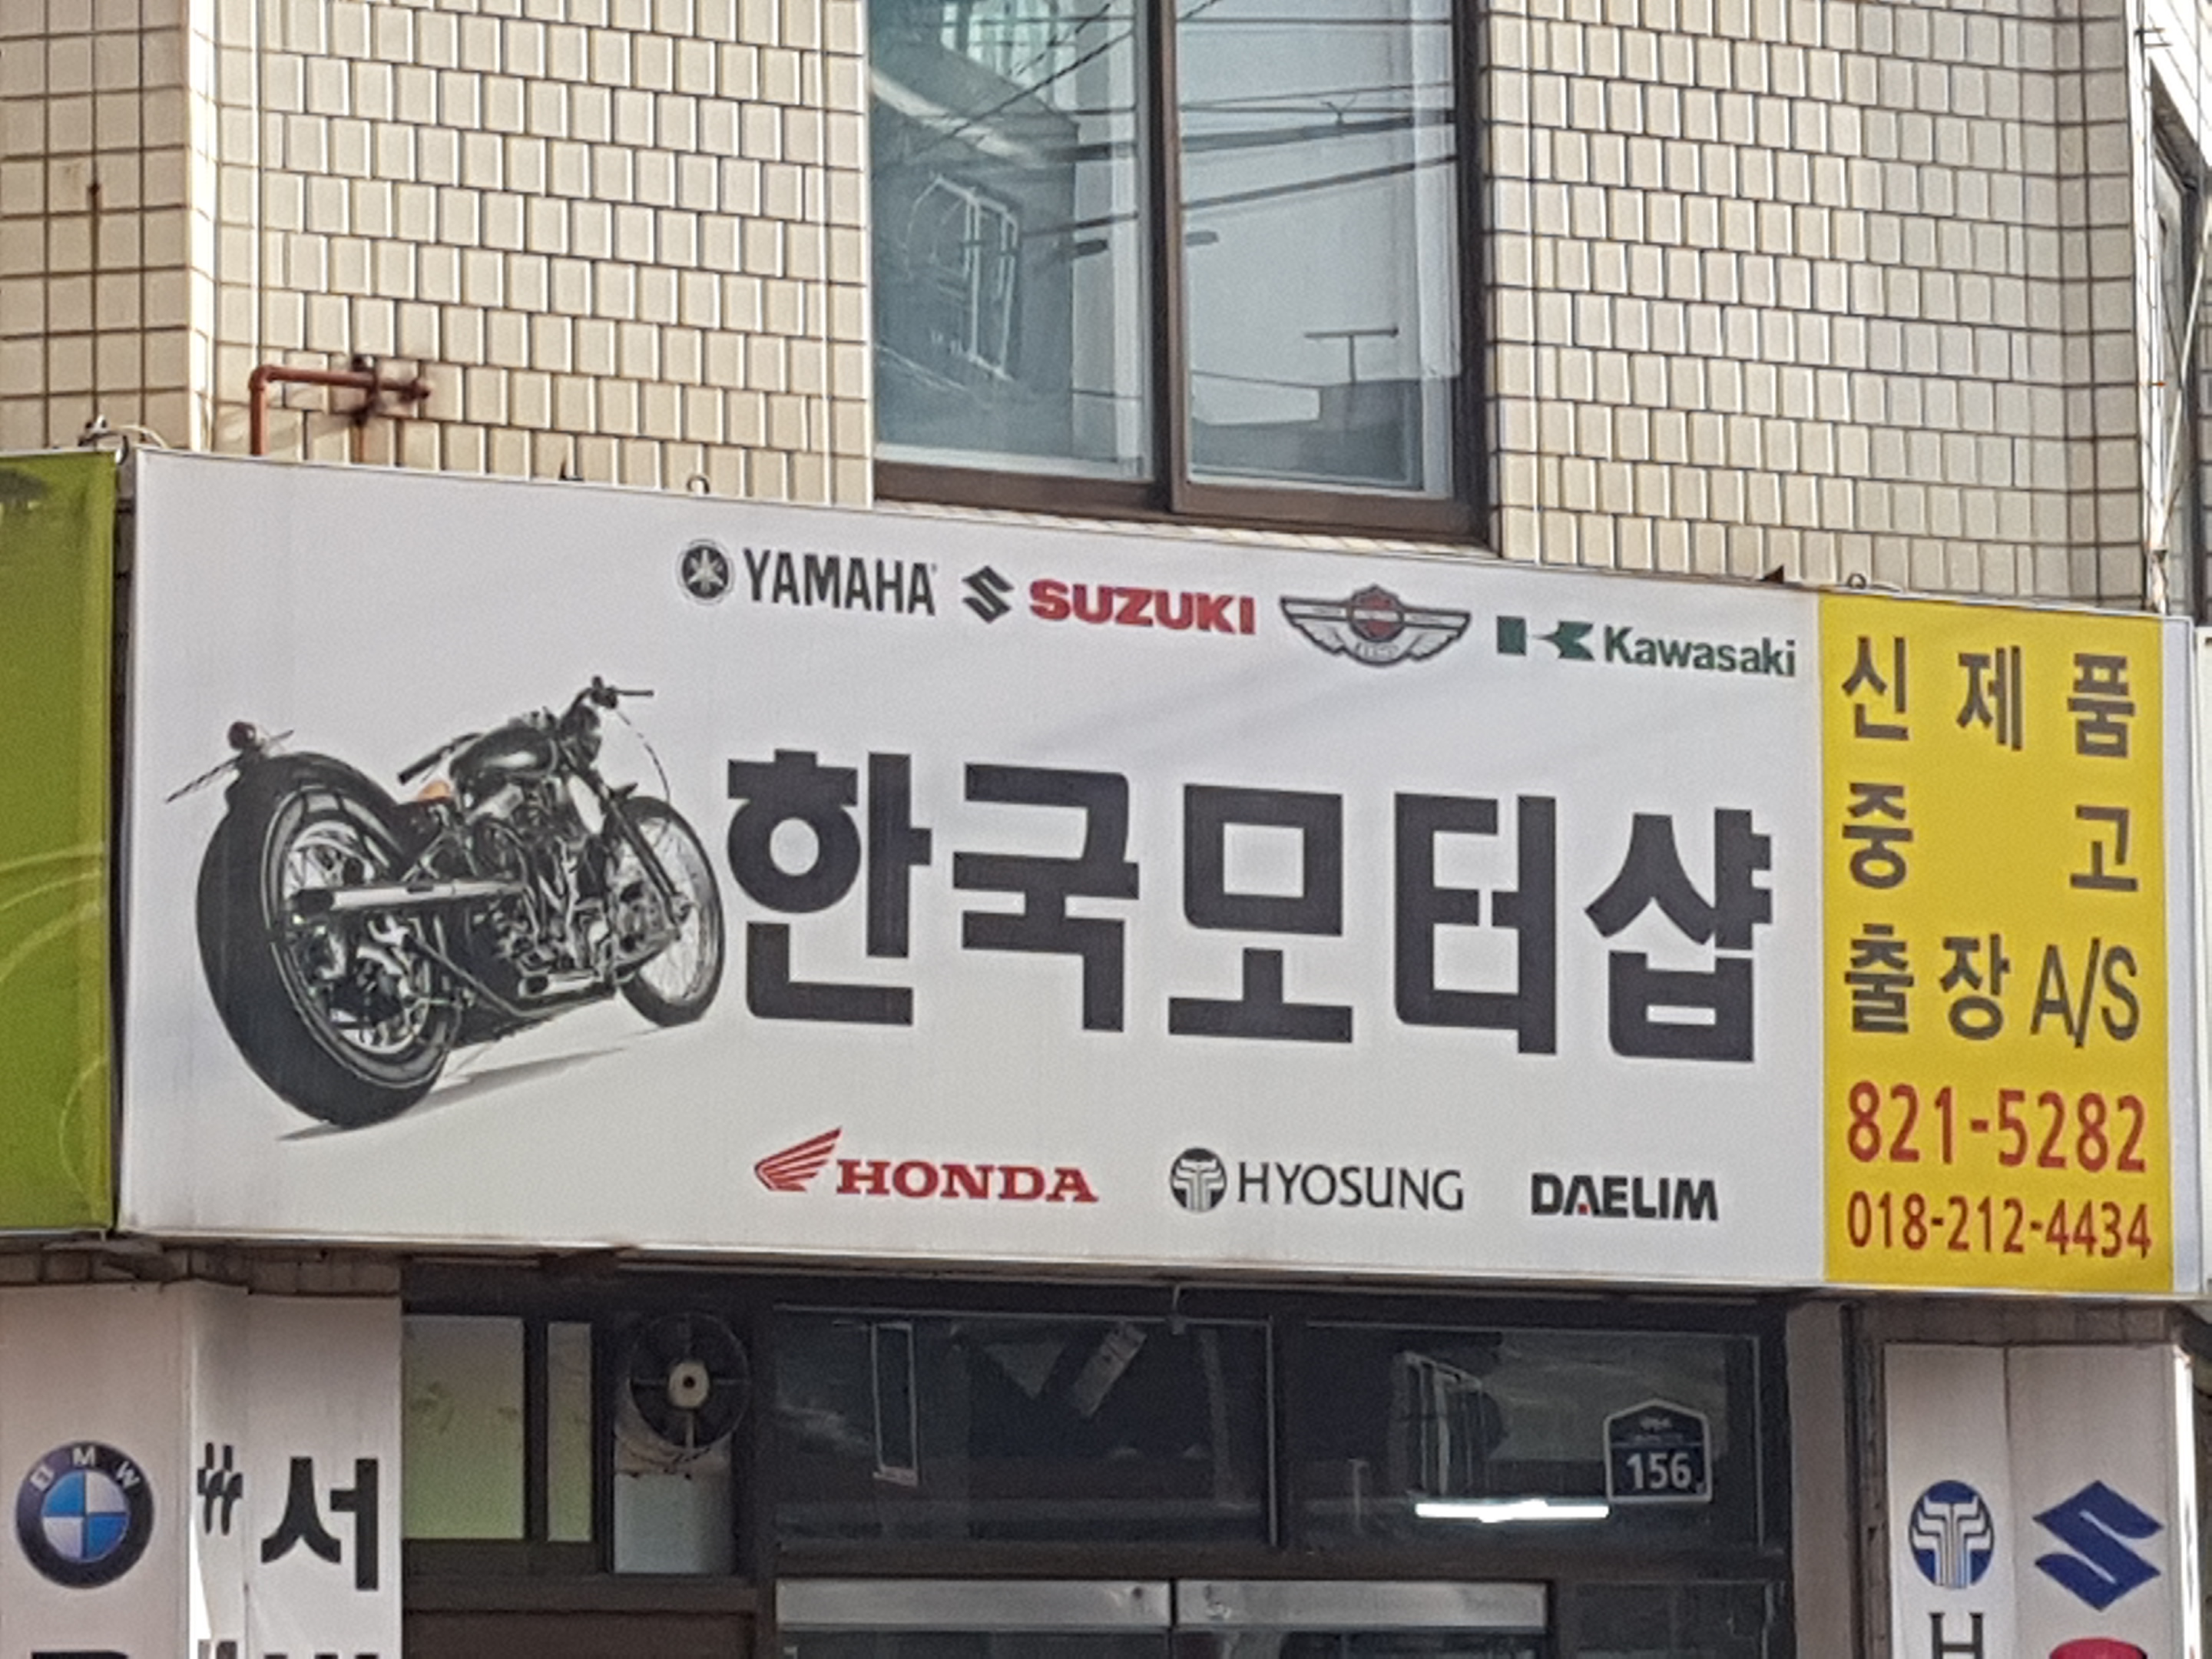 YAMAHA SUZUKI Kawasaki
한국모터샵
HONDA HYOSUNG DAELIM
신제품
중고
출장 A/S
821-5282
018-212-4434
156
BMW
서
H